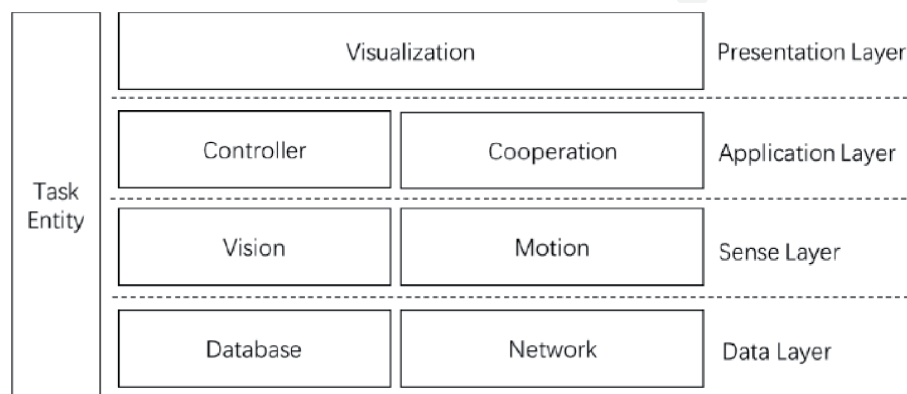 Visualization
Presentation Layer
Controller
Cooperation
Application Layer
Task
Entity
Vision
Motion
Sense Layer
Database
Network
Data Layer